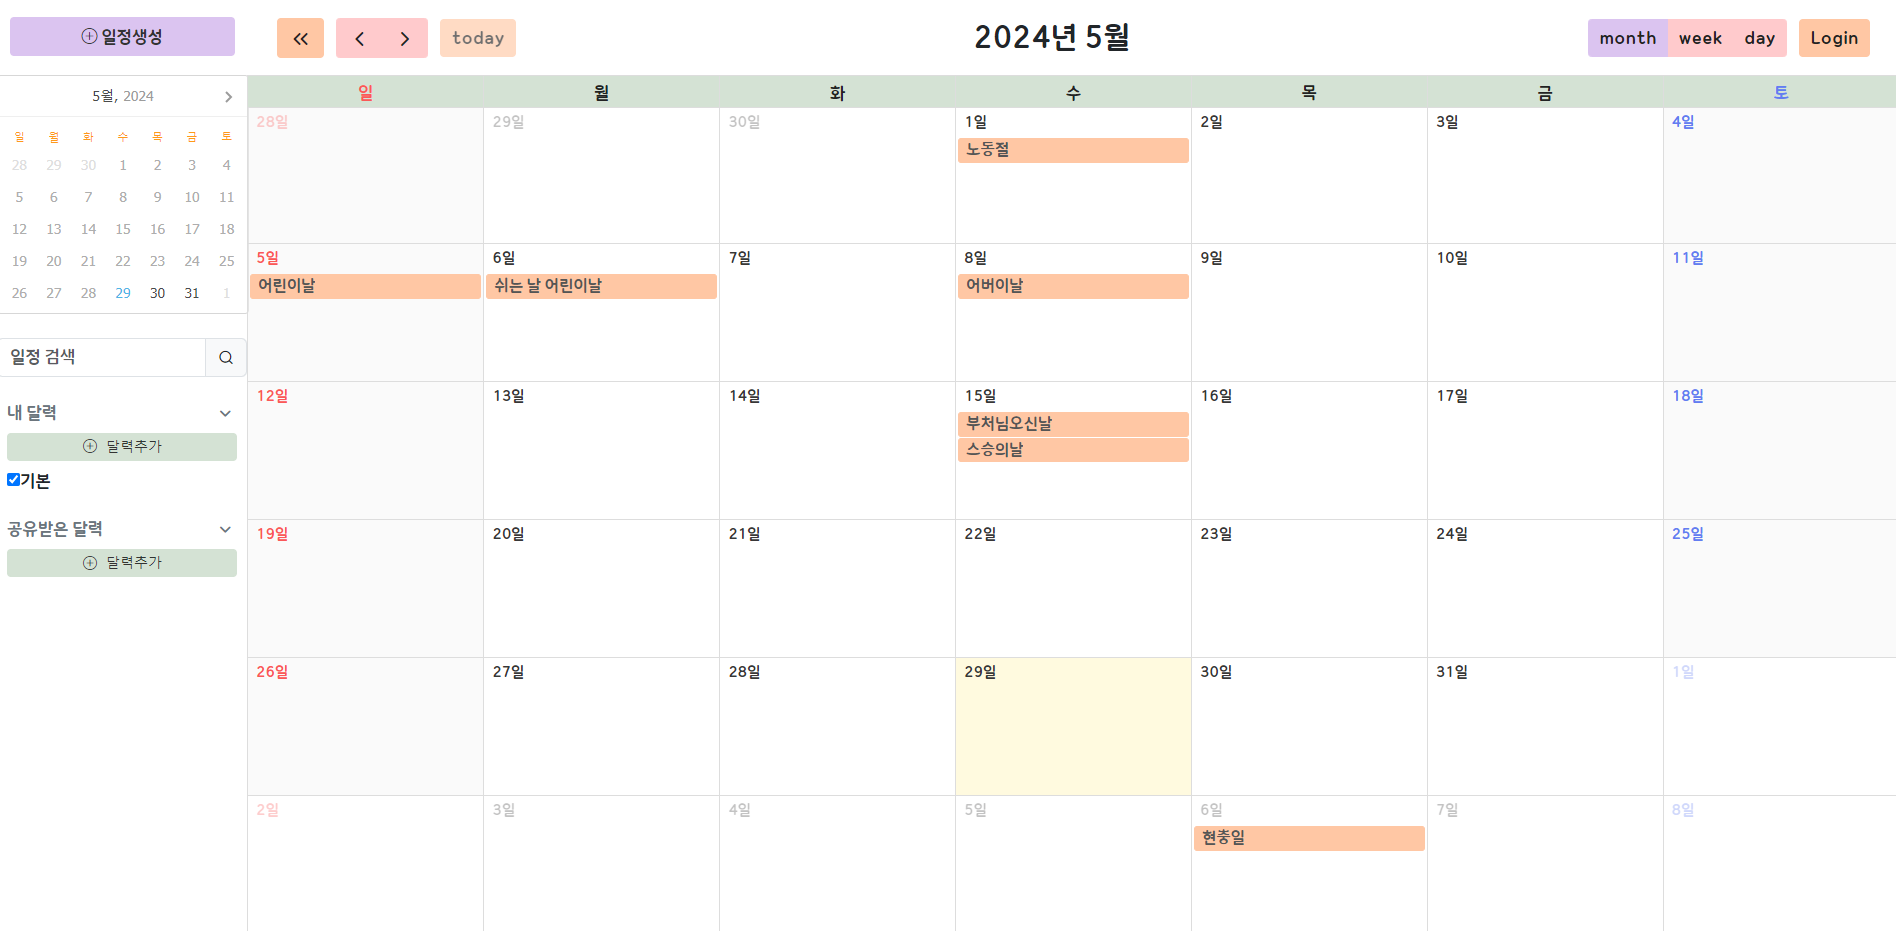 일정생성
today
2024년 5월
month week day Login
5월, 2024
일 월 화 수 목 금 토
28 29 30 1 2 3 4
5 6 7 8 9 10 11
12 13 14 15 16 17 18
19 20 21 22 23 24 25
26 27 28 29 30 31 1
일정 검색
내 달력
달력추가
기본
공유받은 달력
달력추가
일 월 화 수 목 금 토
28일 29일 30일 1일 2일 3일 4일
노동절
5일 6일 7일 8일 9일 10일 11일
어린이날 쉬는 날 어린이날 어버이날
12일 13일 14일 15일 16일 17일 18일
부처님오신날
스승의날
19일 20일 21일 22일 23일 24일 25일
26일 27일 28일 29일 30일 31일 1일
2일 3일 4일 5일 6일 7일 8일
현충일